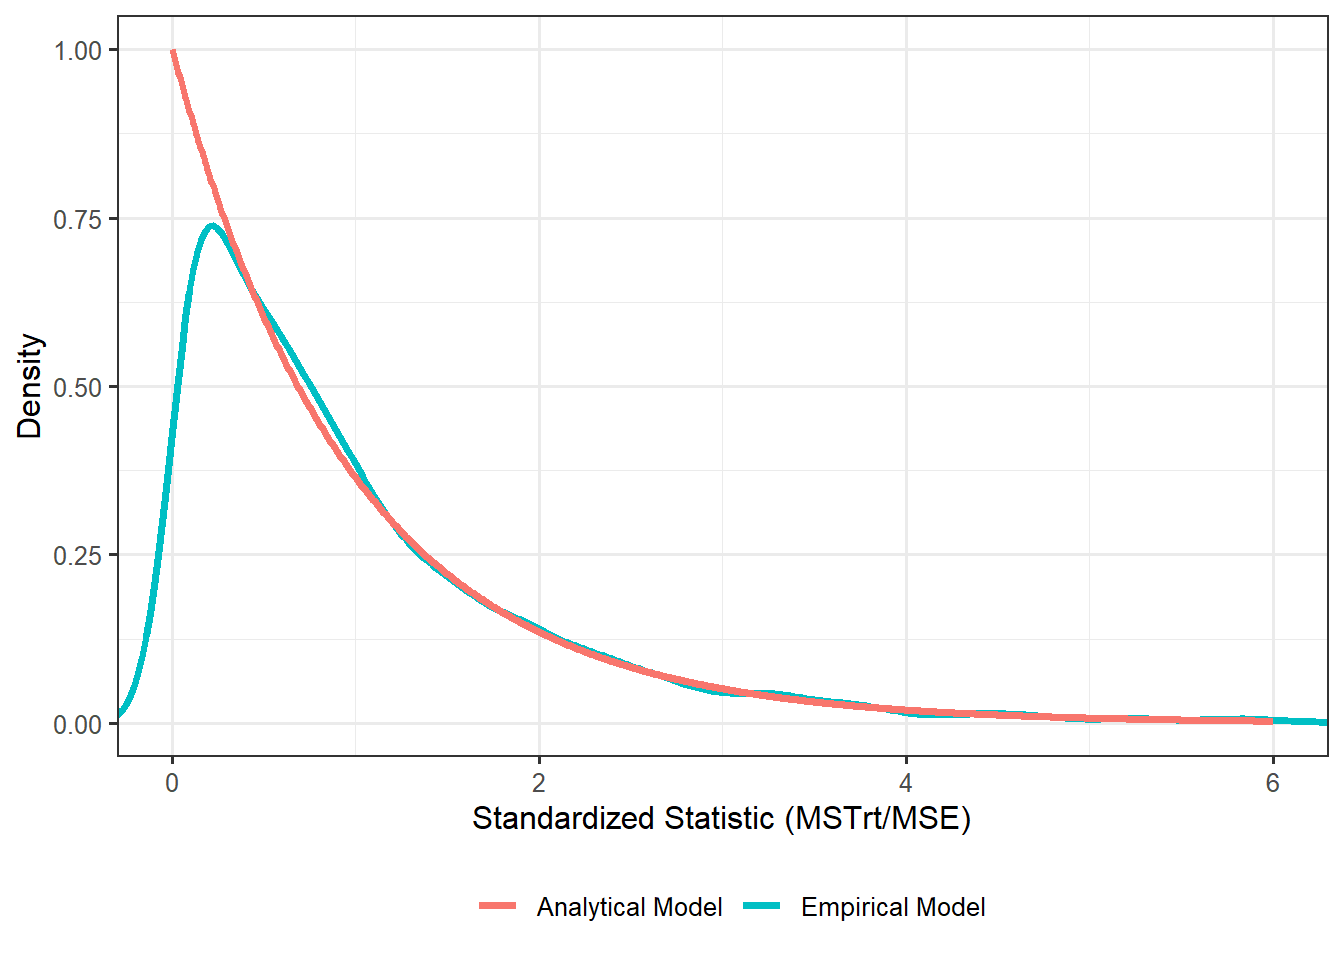 1.00
0.75
0.50
0.25
0.00
Density
0 2 4 6
Standardized Statistic (MSTrt/MSE)
Analytical Model Empirical Model